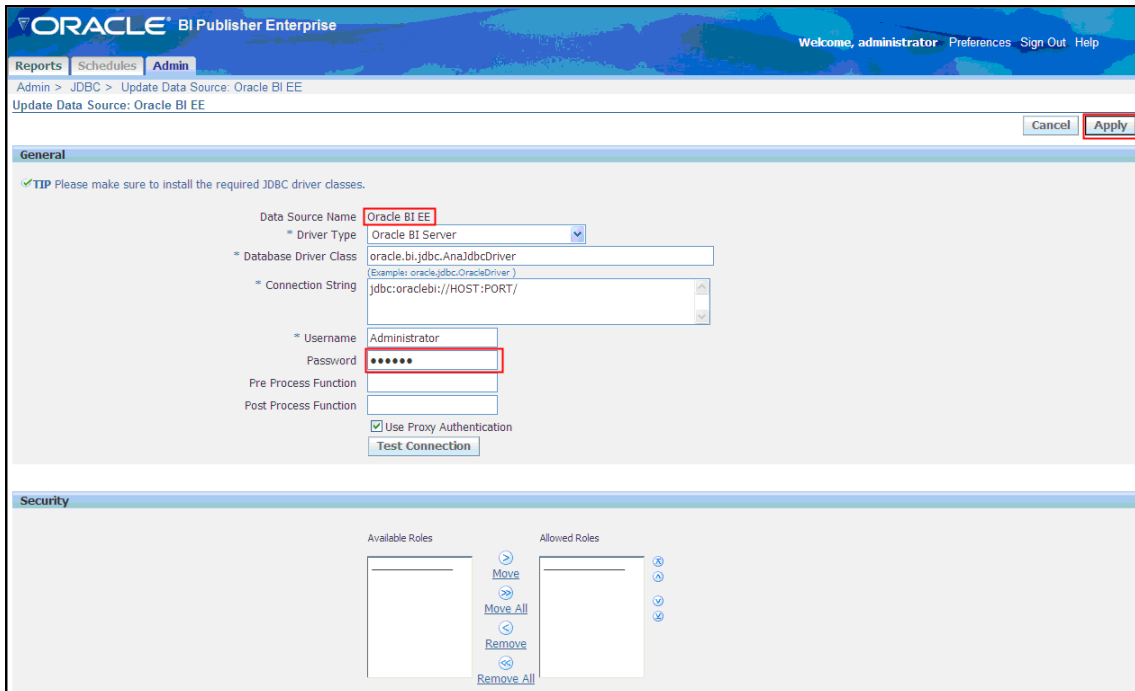 ORACLE® BI Publisher Enterprise
Welcome, administrator Preferences Sign Out Help
Reports Schedules Admin
Admin > JDBC > Update Data Source: Oracle BI EE
Update Data Source: Oracle BI EE
Cancel Apply
General
TIP Please make sure to install the required JDBC driver classes.
Data Source Name Oracle BI EE
* Driver Type Oracle BI Server
* Database Driver Class oracle.bi.jdbc.AnaJdbcDriver
(Example: oracle.jdbc.OracleDriver )
* Connection String jdbc:oraclebi://HOST:PORT/
* Username Administrator
Password ●●●●●●
Pre Process Function
Post Process Function
Use Proxy Authentication
Test Connection
Security
Available Roles Allowed Roles
Move
Move All
Remove
Remove All